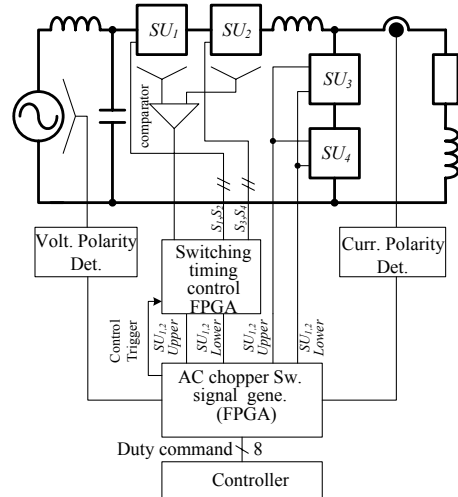 SU1
SU2
SU3
SU4
comparator
S1,S2
S3,S4
Volt. Polarity
Det.
Switching
timing
control
FPGA
Curr. Polarity
Det.
Control
Trigger
SU1,2
Upper
SU1,2
Lower
SU1,2
Upper
SU1,2
Lower
AC chopper Sw.
signal gene.
(FPGA)
Duty command
8
Controller